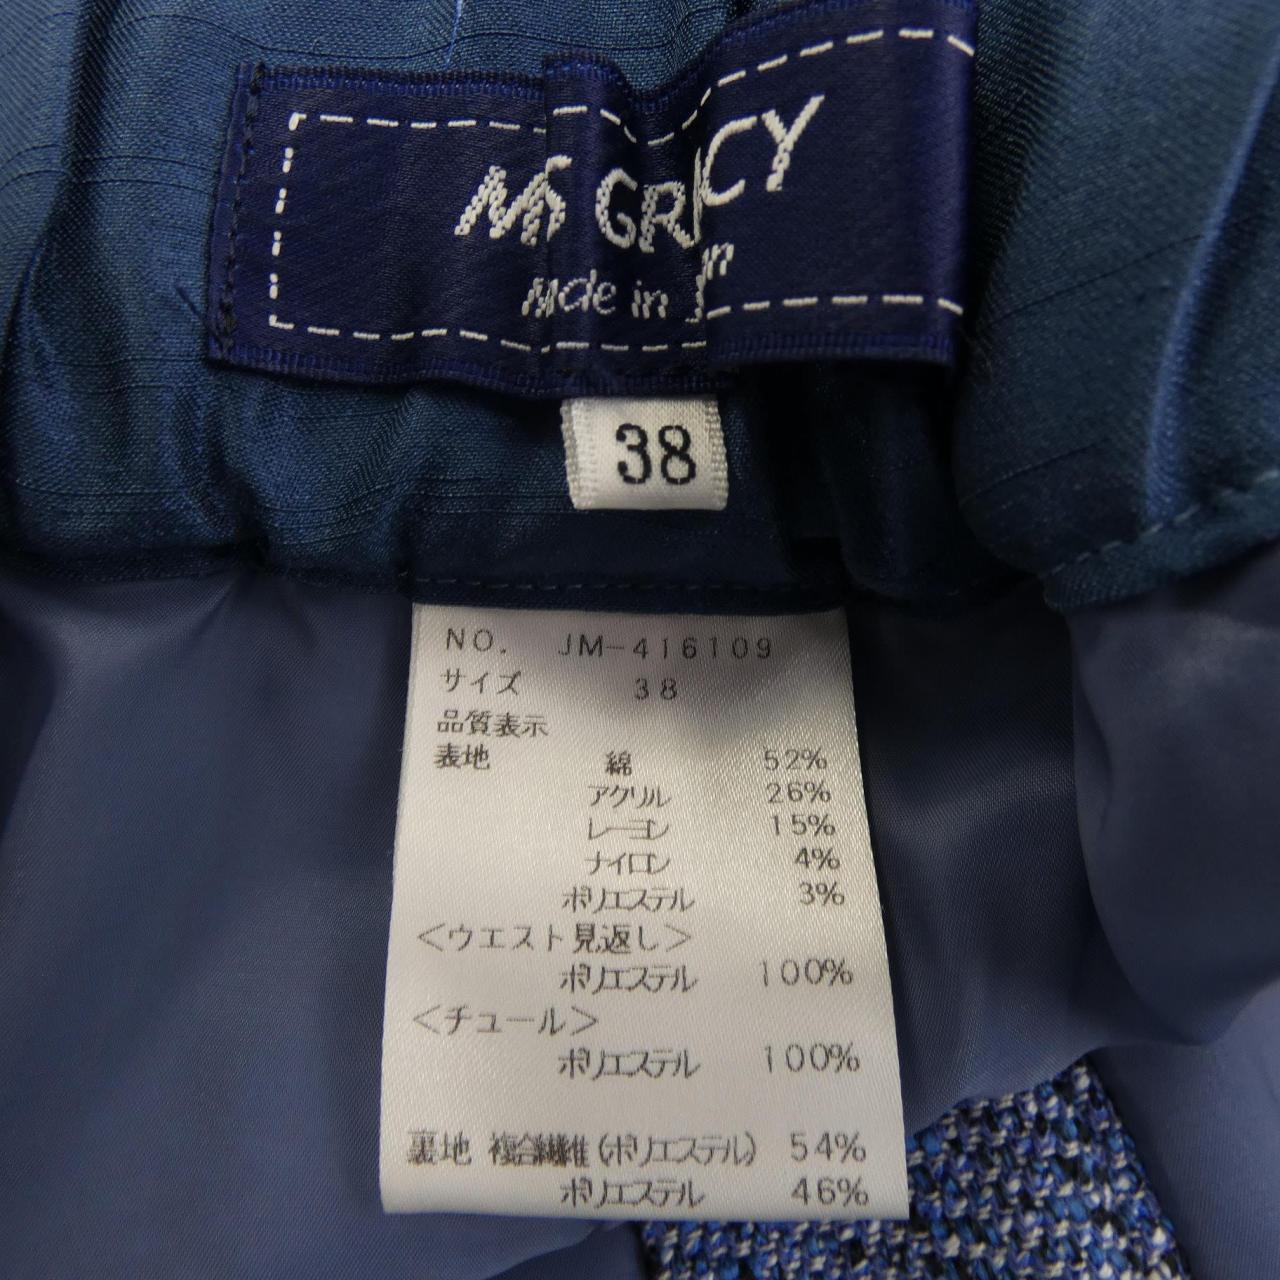 Ms GRACY
Made in Japan
38
NO. JM-416109
サイズ 38
品質表示
表地 綿 52%
アクリル 26%
レーヨン 15%
ナイロン 4%
ポリエステル 3%
＜ウエスト見返し＞
ポリエステル 100%
＜チュール＞
ポリエステル 100%
裏地 複合繊維(ポリエステル) 54%
ポリエステル 46%